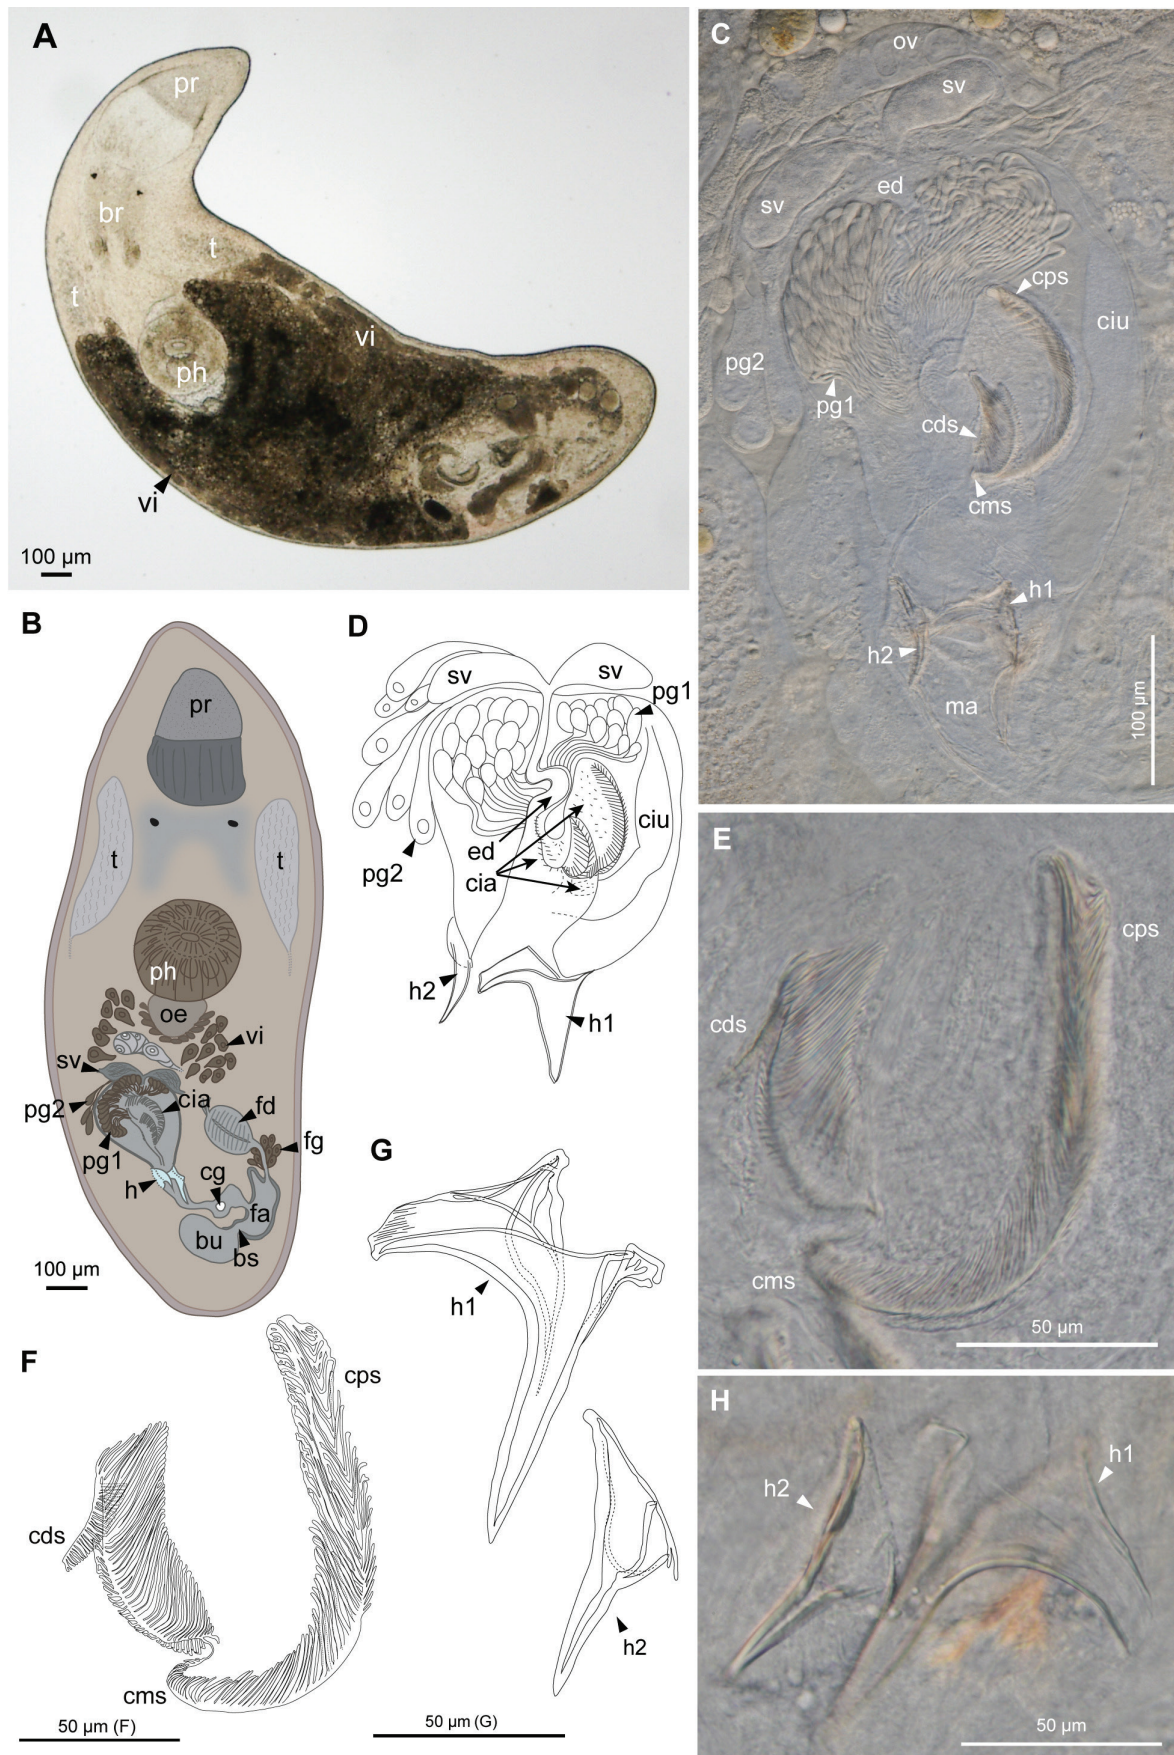 A
pr
br
t
t
vi
ph
vi
100 µm
B
pr
t
t
ph
oe
vi
sv
cia
fd
pg2
fg
pg1
cg
h
fa
bu
bs
100 µm
C
ov
sv
ed
sv
cps
ciu
pg2
pg1
cds
cms
h1
h2
ma
100 µm
D
sv
sv
pg1
ciu
ed
pg2
cia
h2
h1
E
cps
cds
cms
50 µm
F
cps
cds
cms
50 µm (F)
G
h1
h2
50 µm (G)
H
h1
h2
50 µm